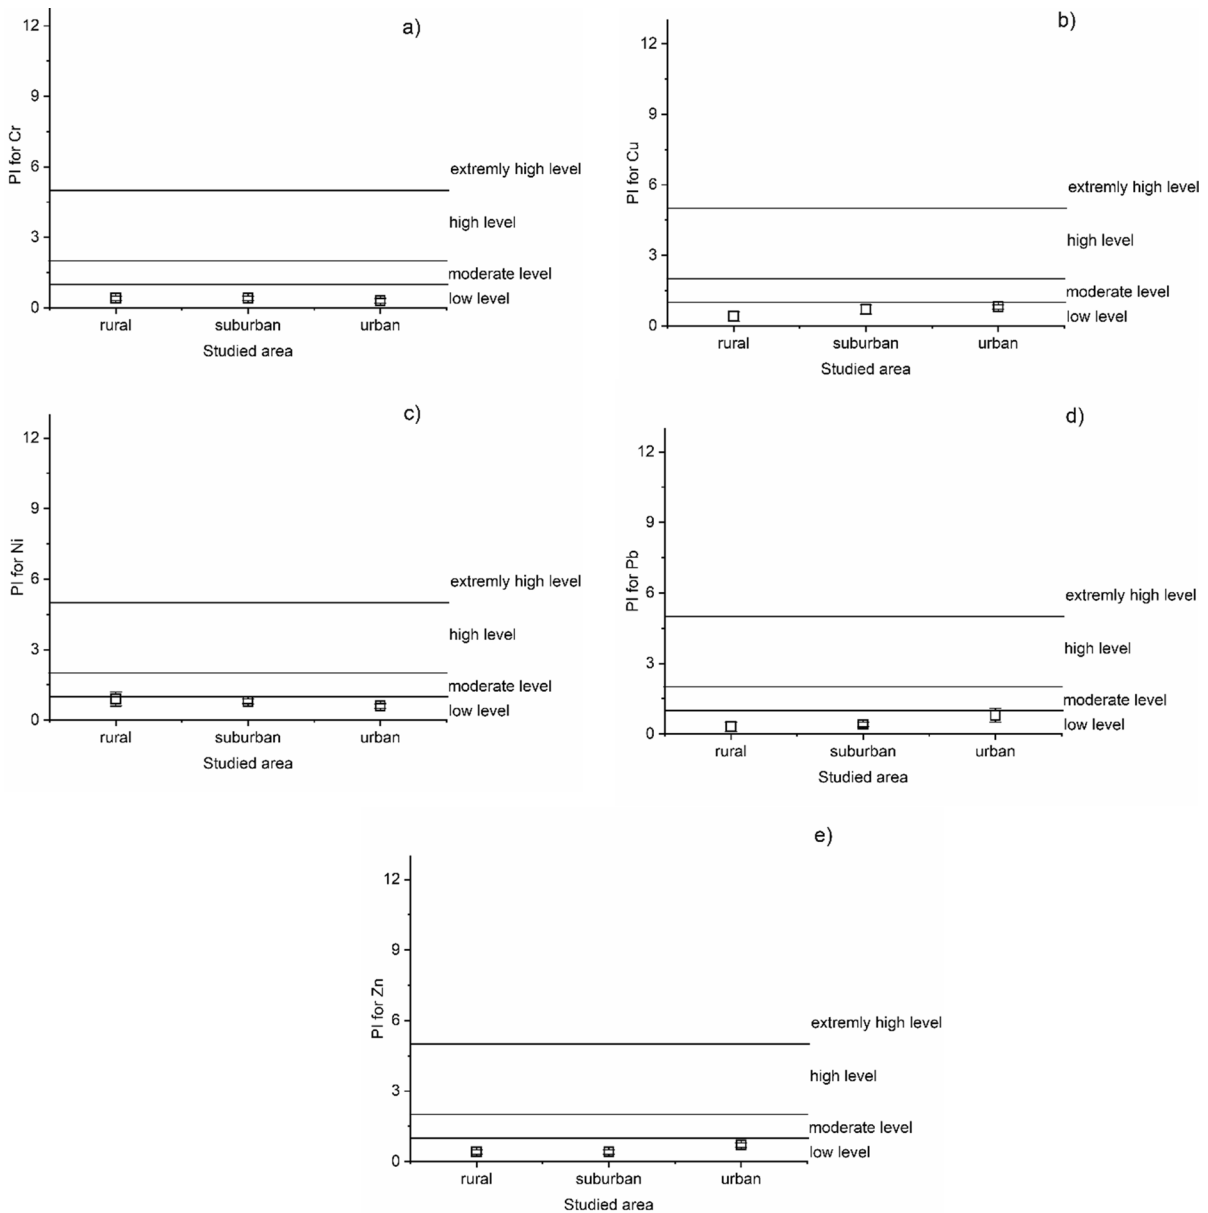 a)
12
9
6
3
0
PI for Cr
extremly high level
high level
moderate level
low level
rural suburban urban
Studied area
b)
12
9
6
3
0
PI for Cu
extremly high level
high level
moderate level
low level
rural suburban urban
Studied area
c)
12
9
6
3
0
PI for Ni
extremly high level
high level
moderate level
low level
rural suburban urban
Studied area
d)
12
9
6
3
0
PI for Pb
extremly high level
high level
moderate level
low level
rural suburban urban
Studied area
e)
12
9
6
3
0
PI for Zn
extremly high level
high level
moderate level
low level
rural suburban urban
Studied area